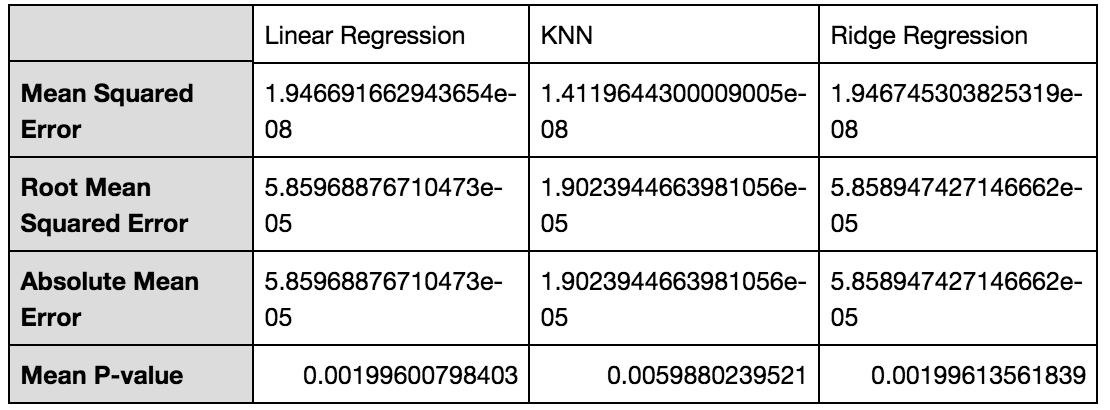 Linear Regression KNN Ridge Regression
Mean Squared 1.946691662943654e- 1.4119644300009005e- 1.946745303825319e-
Error 08 08 08
Root Mean 5.85968876710473e- 1.9023944663981056e- 5.858947427146662e-
Squared Error 05 05 05
Absolute Mean 5.85968876710473e- 1.9023944663981056e- 5.858947427146662e-
Error 05 05 05
Mean P-value 0.00199600798403 0.0059880239521 0.00199613561839